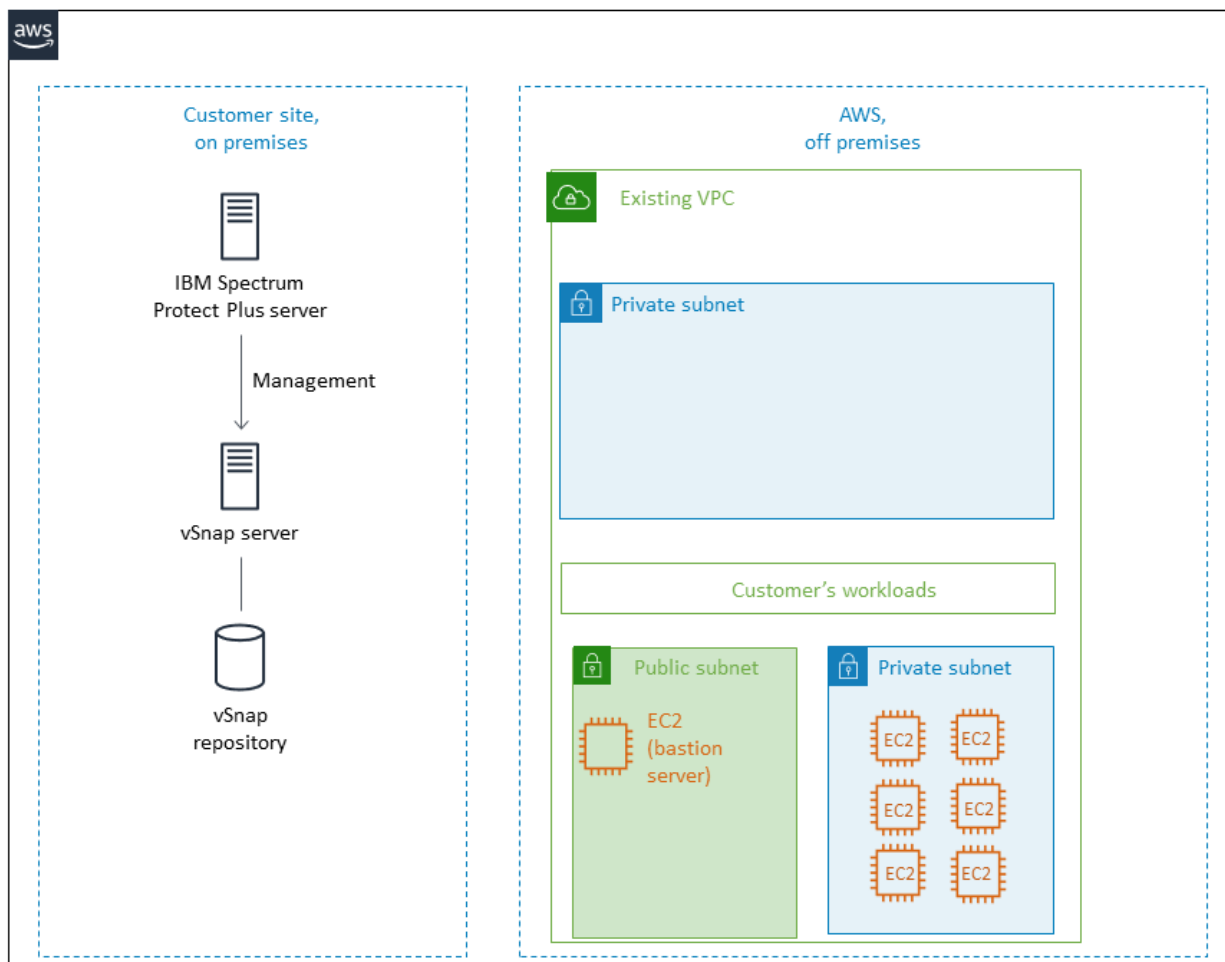 aws
Customer site,
on premises
IBM Spectrum
Protect Plus server
Management
vSnap server
vSnap
repository
AWS,
off premises
Existing VPC
Private subnet
Customer’s workloads
Public subnet
EC2
(bastion
server)
Private subnet
EC2 EC2
EC2 EC2
EC2 EC2